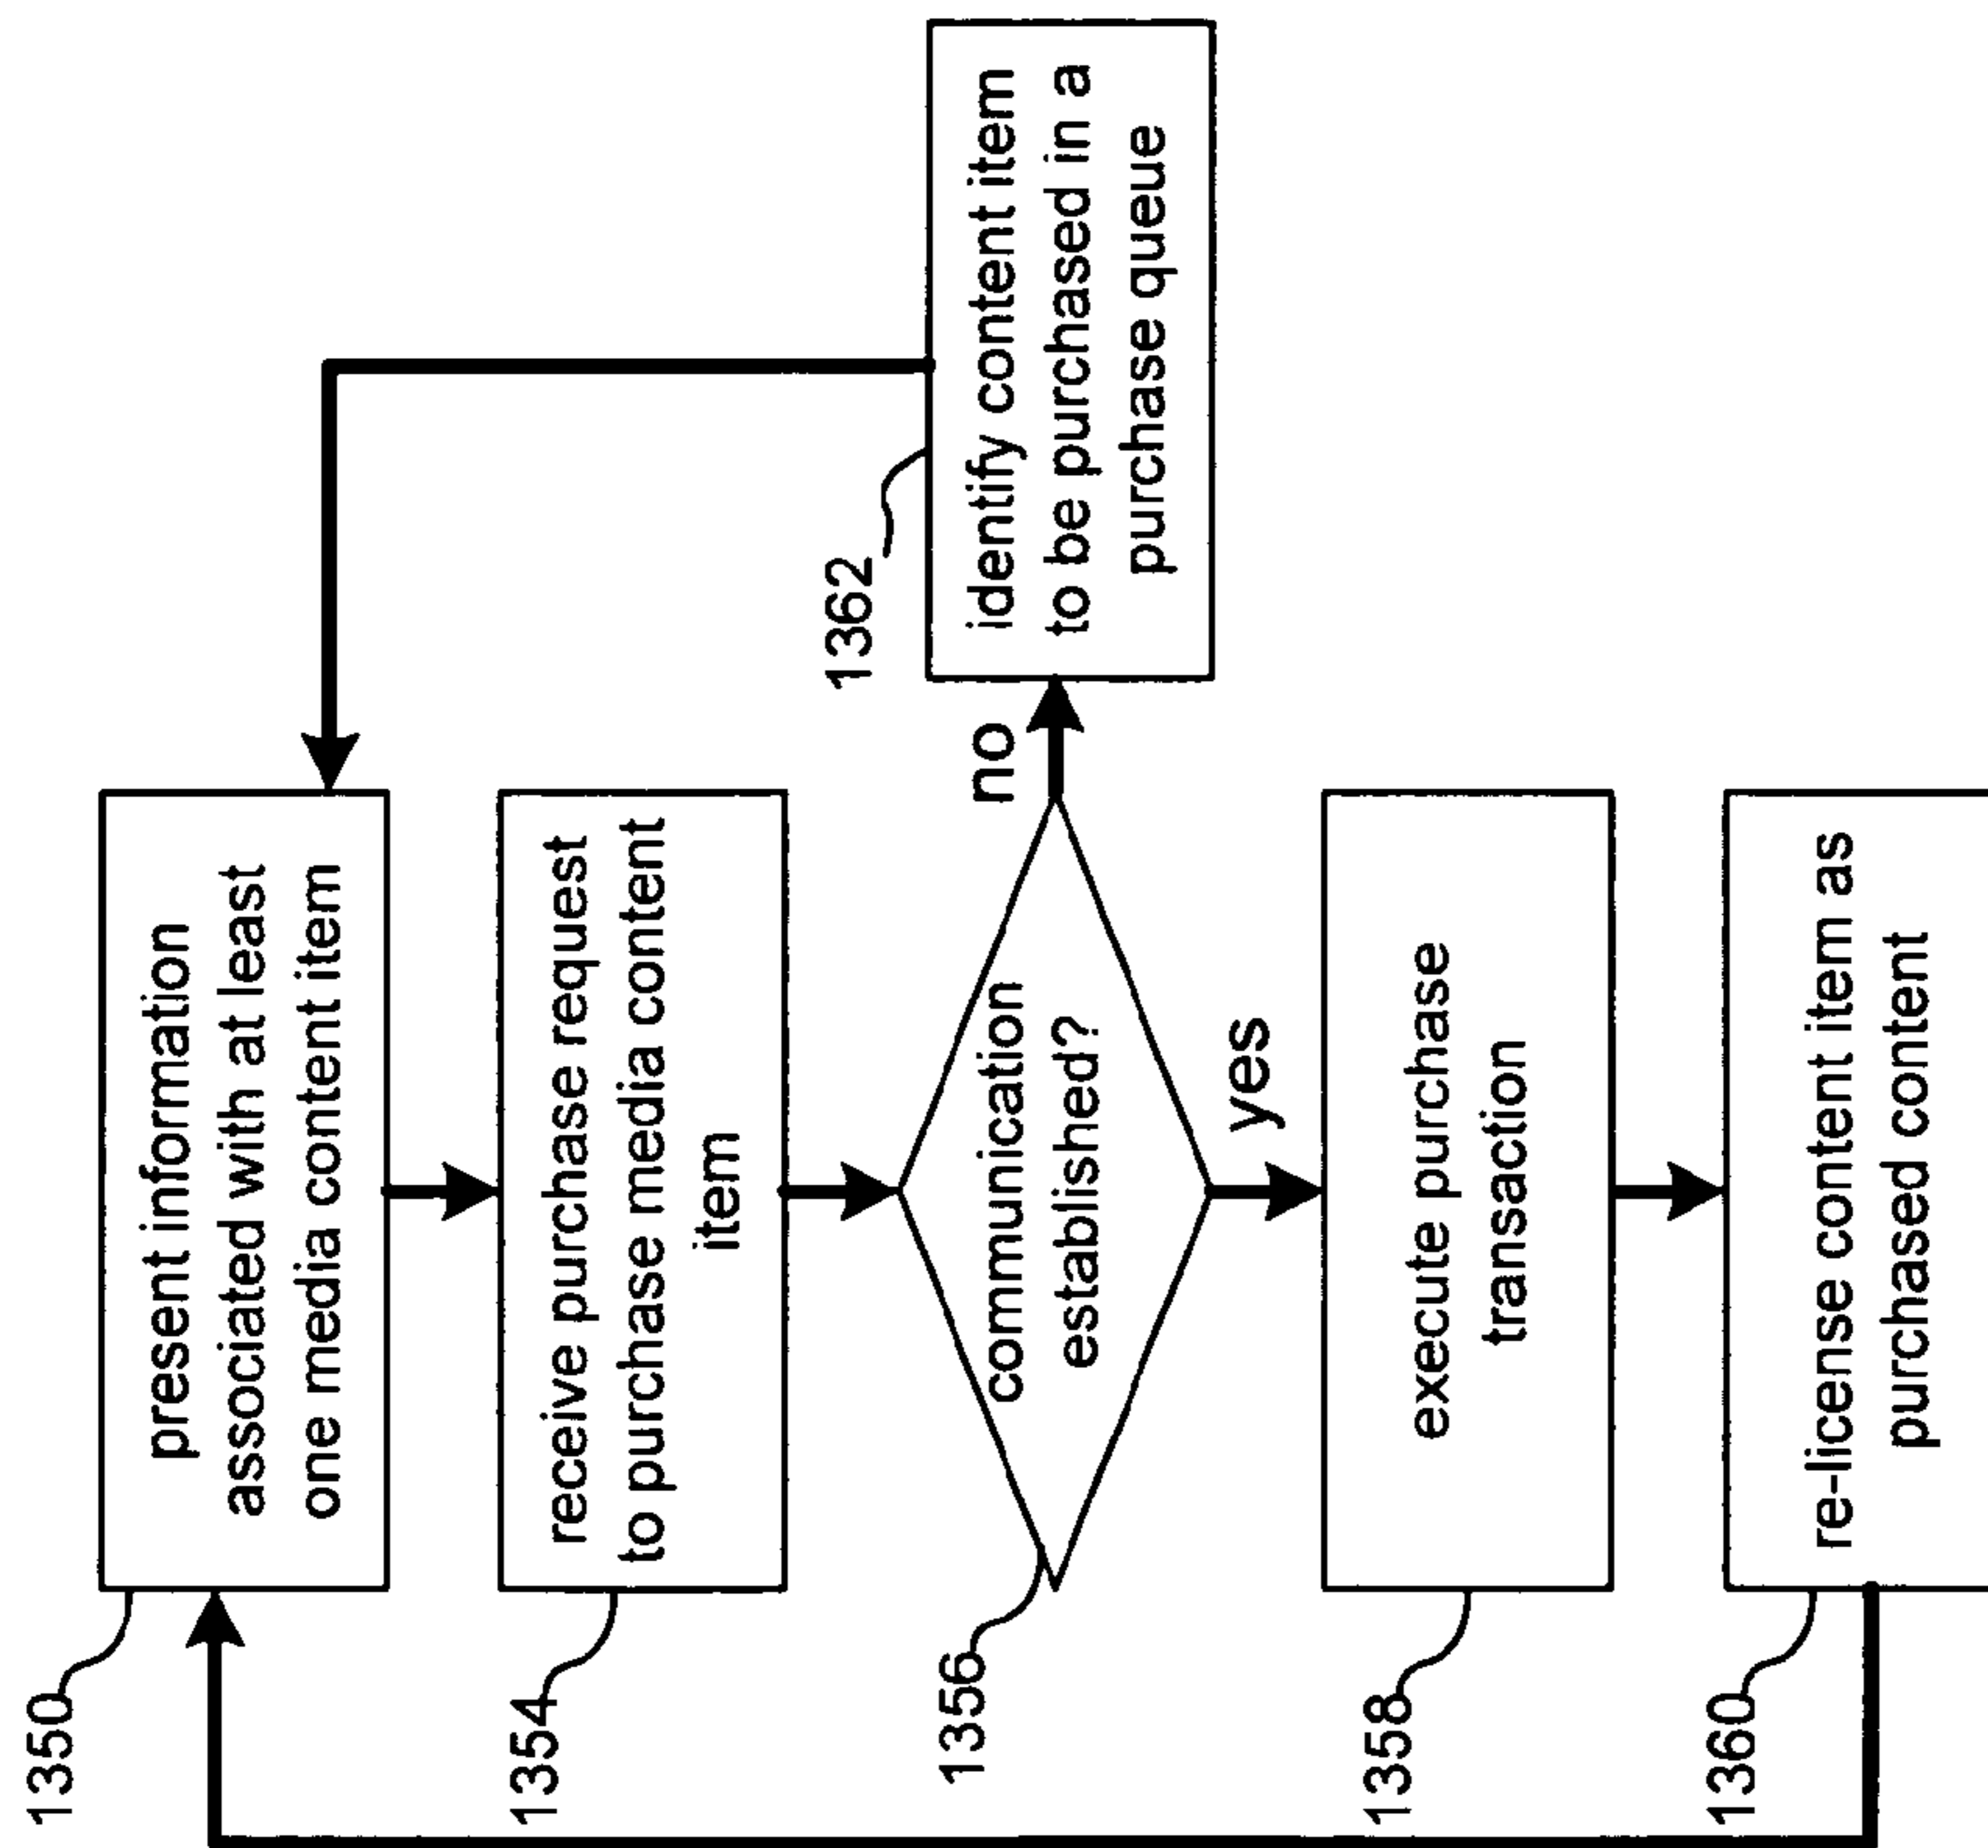 1350
present information
associated with at least
one media content item
1354
receive purchase request
to purchase media content
item
1356
communication
established?
no
1362
identify content item
to be purchased in a
purchase queue
yes
1358
execute purchase
transaction
1360
re-license content item as
purchased content